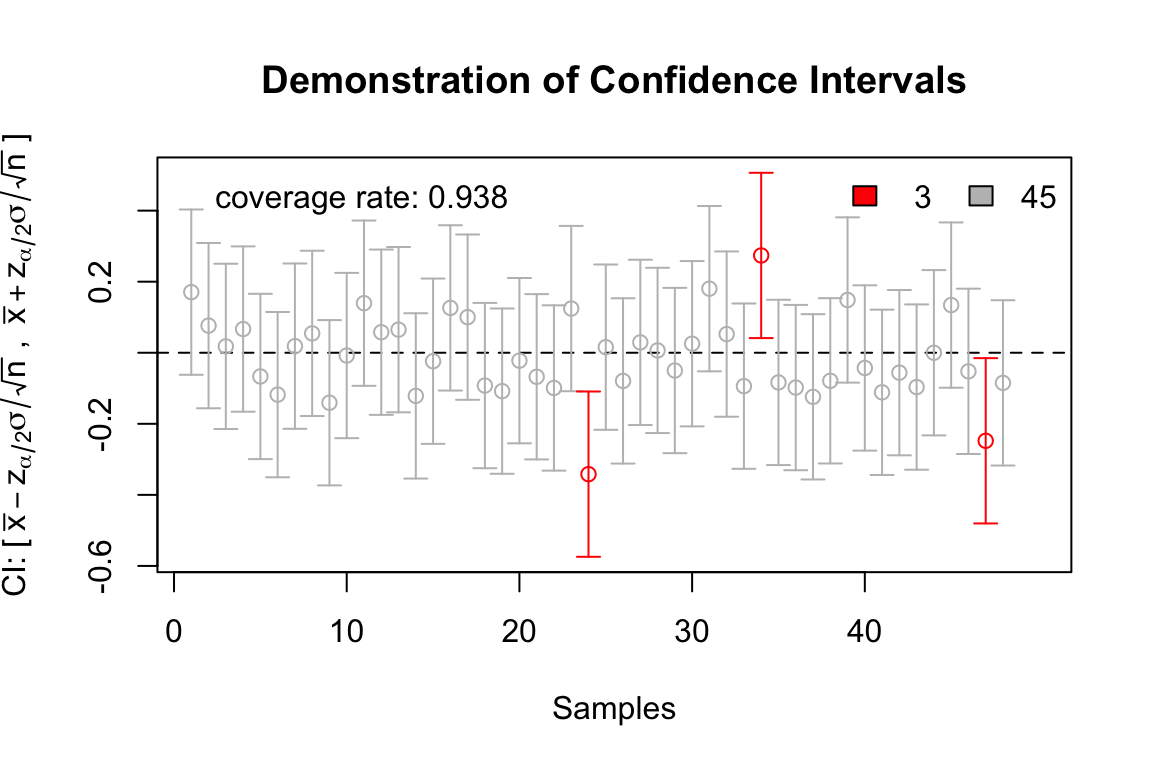 Demonstration of Confidence Intervals
coverage rate: 0.938
3 45
CI: [ x̅ − zα/2σ/√n , x̅ + zα/2σ/√n ]
0.2
-0.2
-0.6
0 10 20 30 40
Samples